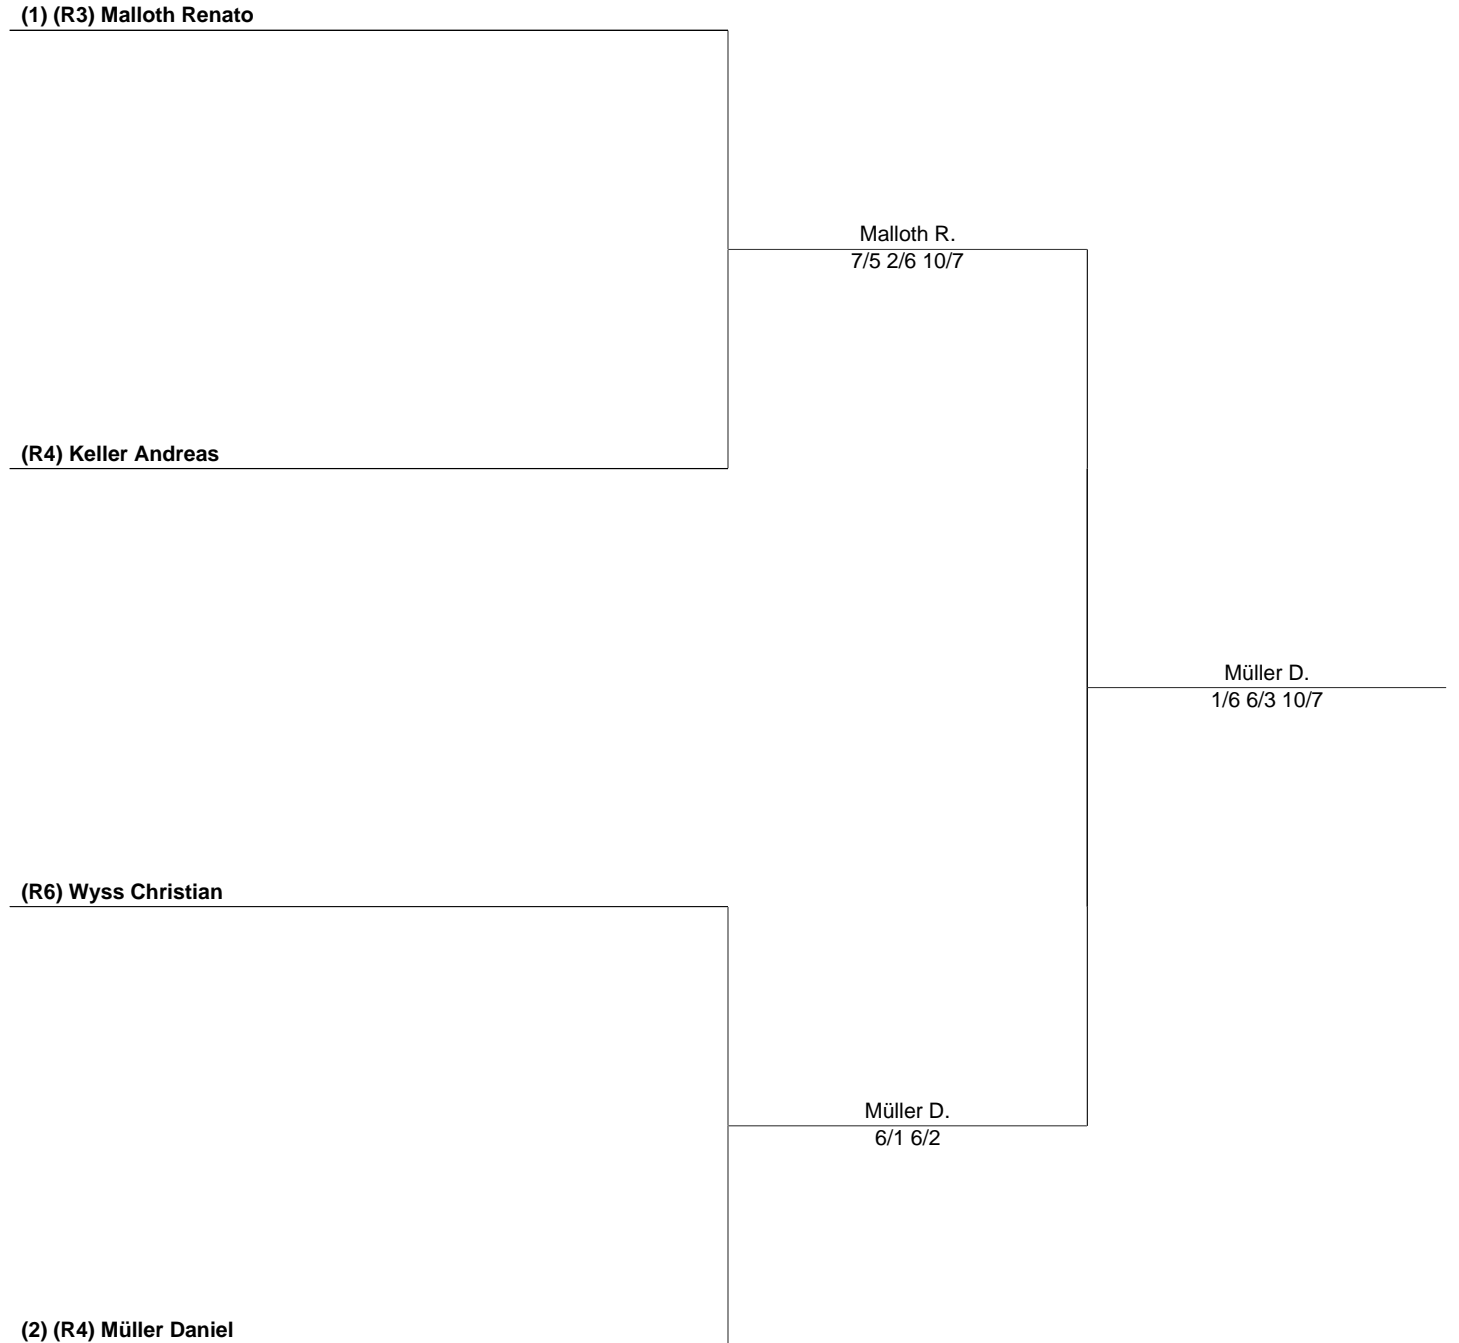 (1) (R3) Malloth Renato
Malloth R.
7/5 2/6 10/7
(R4) Keller Andreas
Müller D.
1/6 6/3 10/7
(R6) Wyss Christian
Müller D.
6/1 6/2
(2) (R4) Müller Daniel